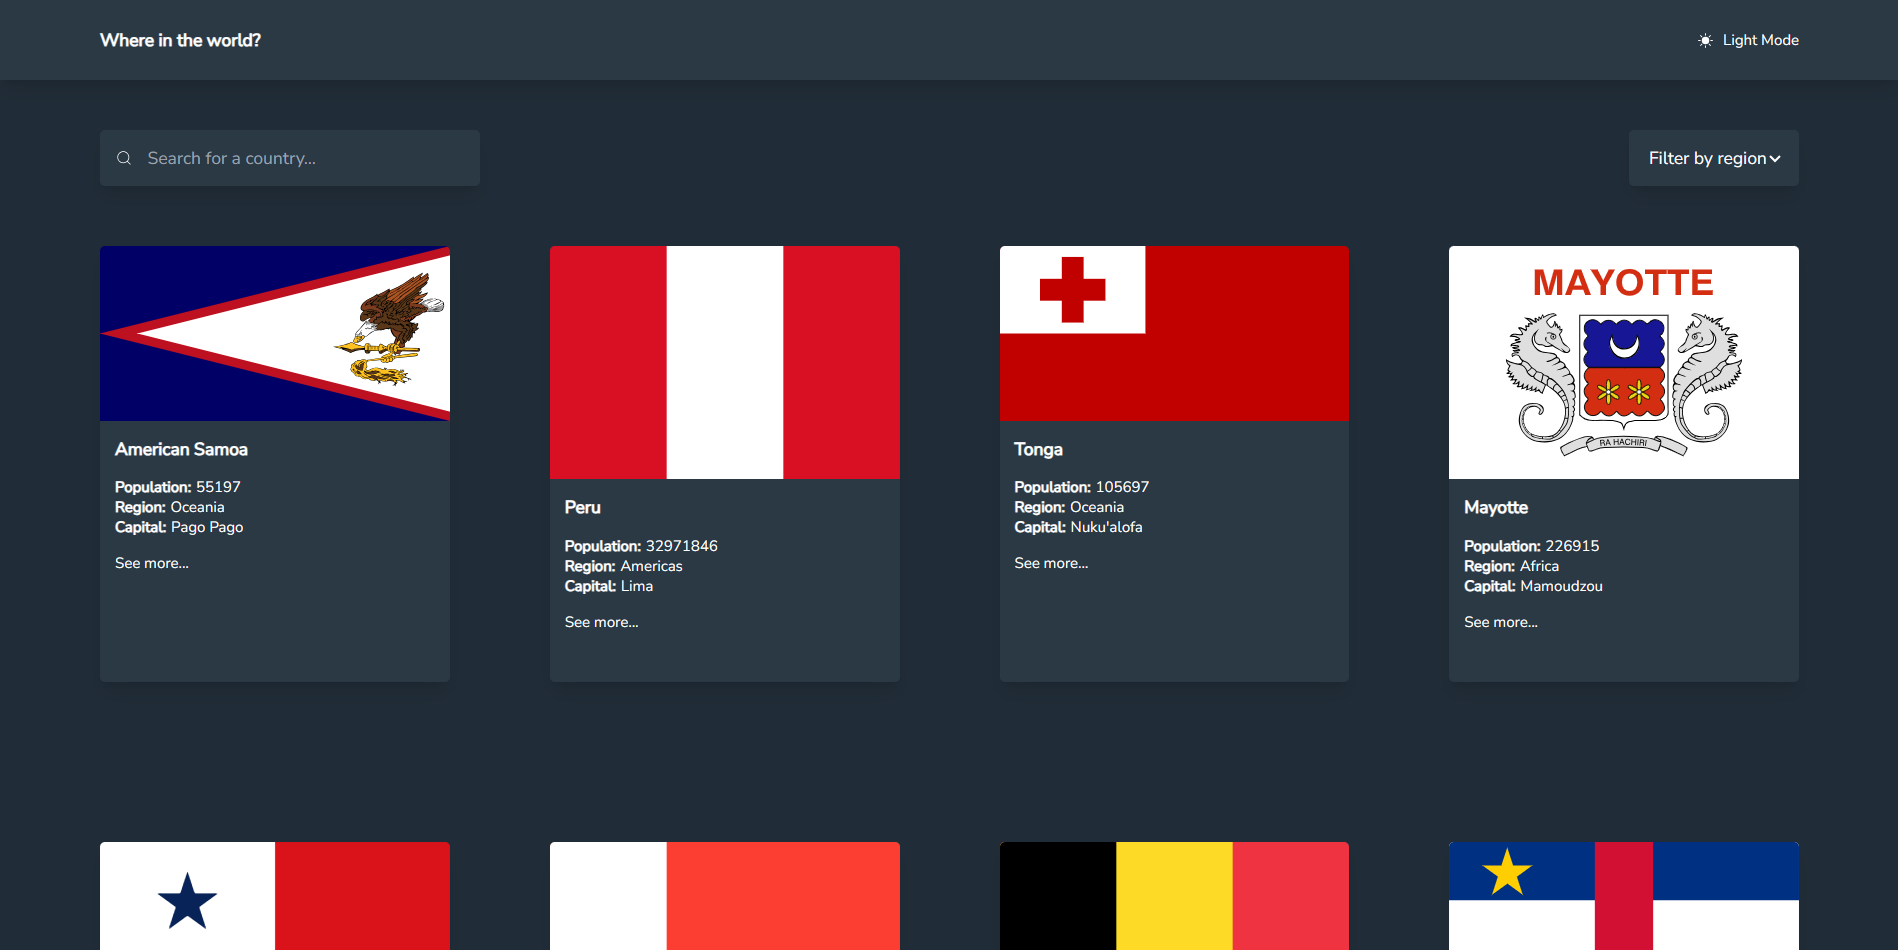 Where in the world?
Light Mode
Search for a country...
Filter by region
American Samoa
Population: 55197
Region: Oceania
Capital: Pago Pago
See more...
Peru
Population: 32971846
Region: Americas
Capital: Lima
See more...
Tonga
Population: 105697
Region: Oceania
Capital: Nuku'alofa
See more...
MAYOTTE
RA HACHIRI
Mayotte
Population: 226915
Region: Africa
Capital: Mamoudzou
See more...